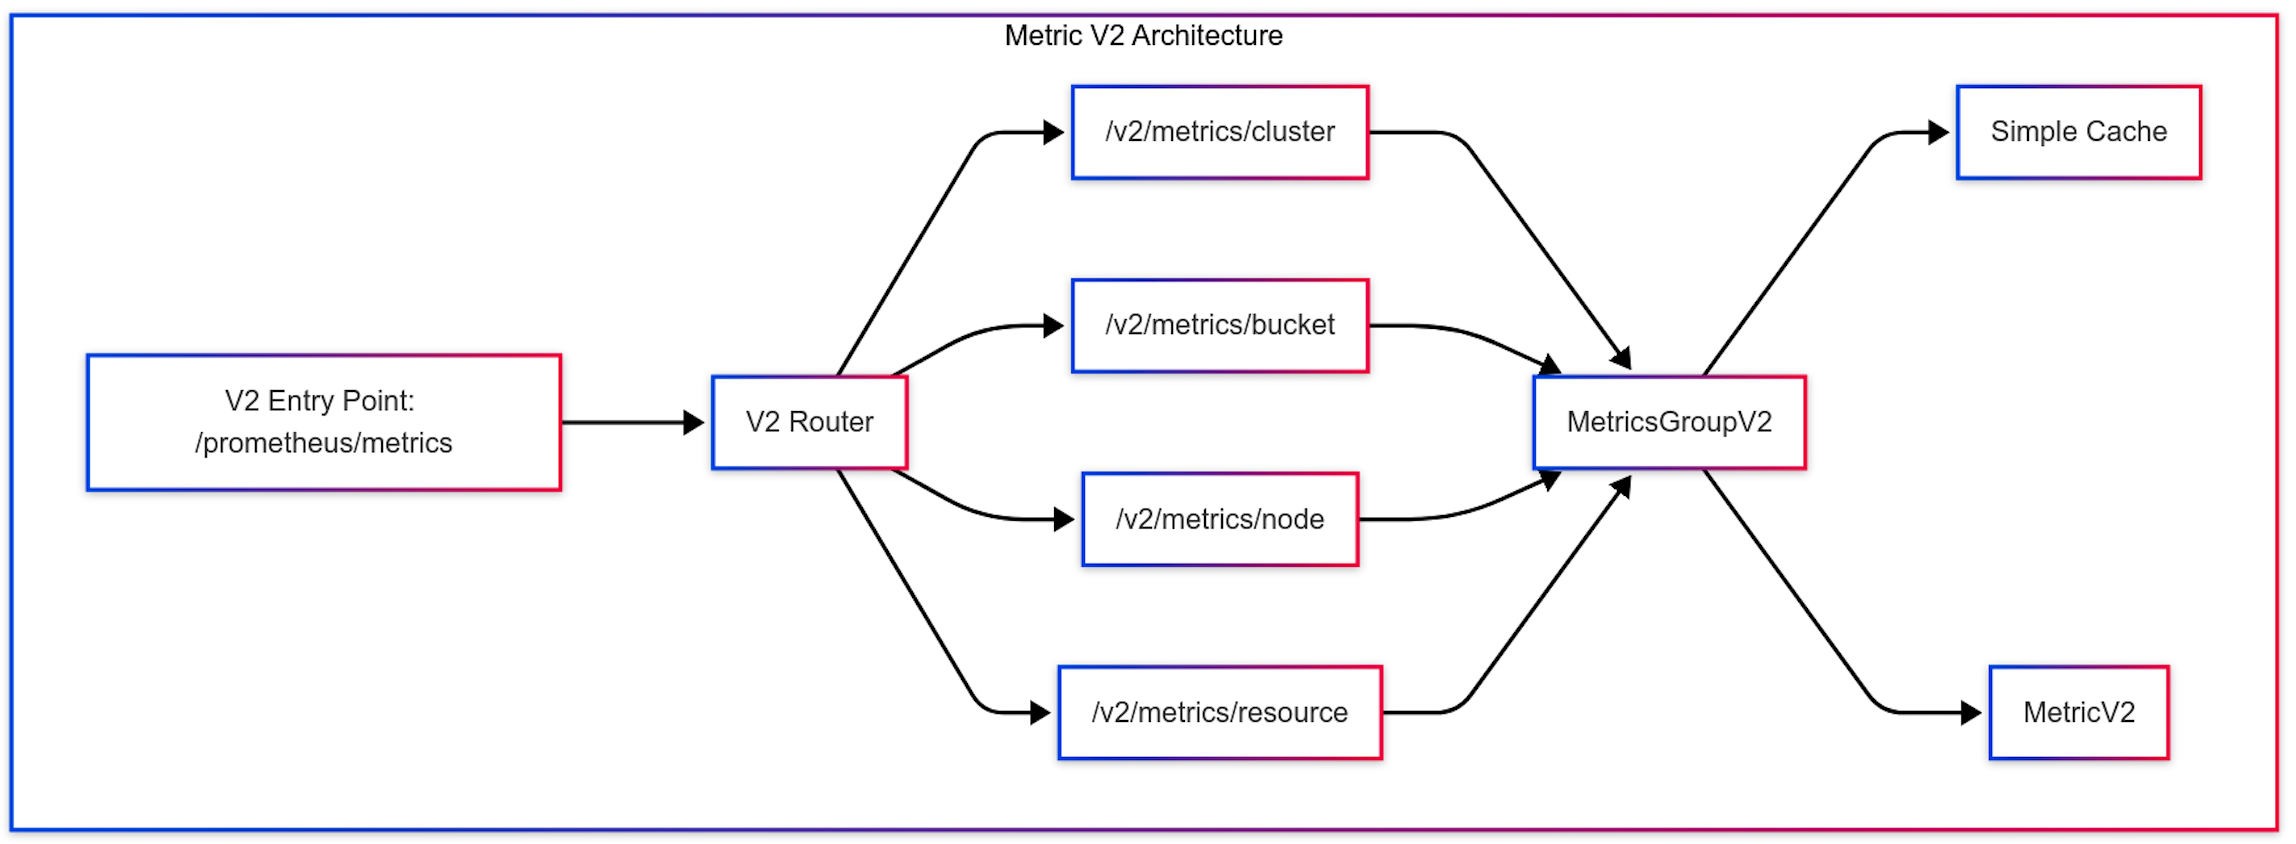 Metric V2 Architecture
V2 Entry Point:
/prometheus/metrics
V2 Router
/v2/metrics/cluster
/v2/metrics/bucket
/v2/metrics/node
/v2/metrics/resource
MetricsGroupV2
Simple Cache
MetricV2